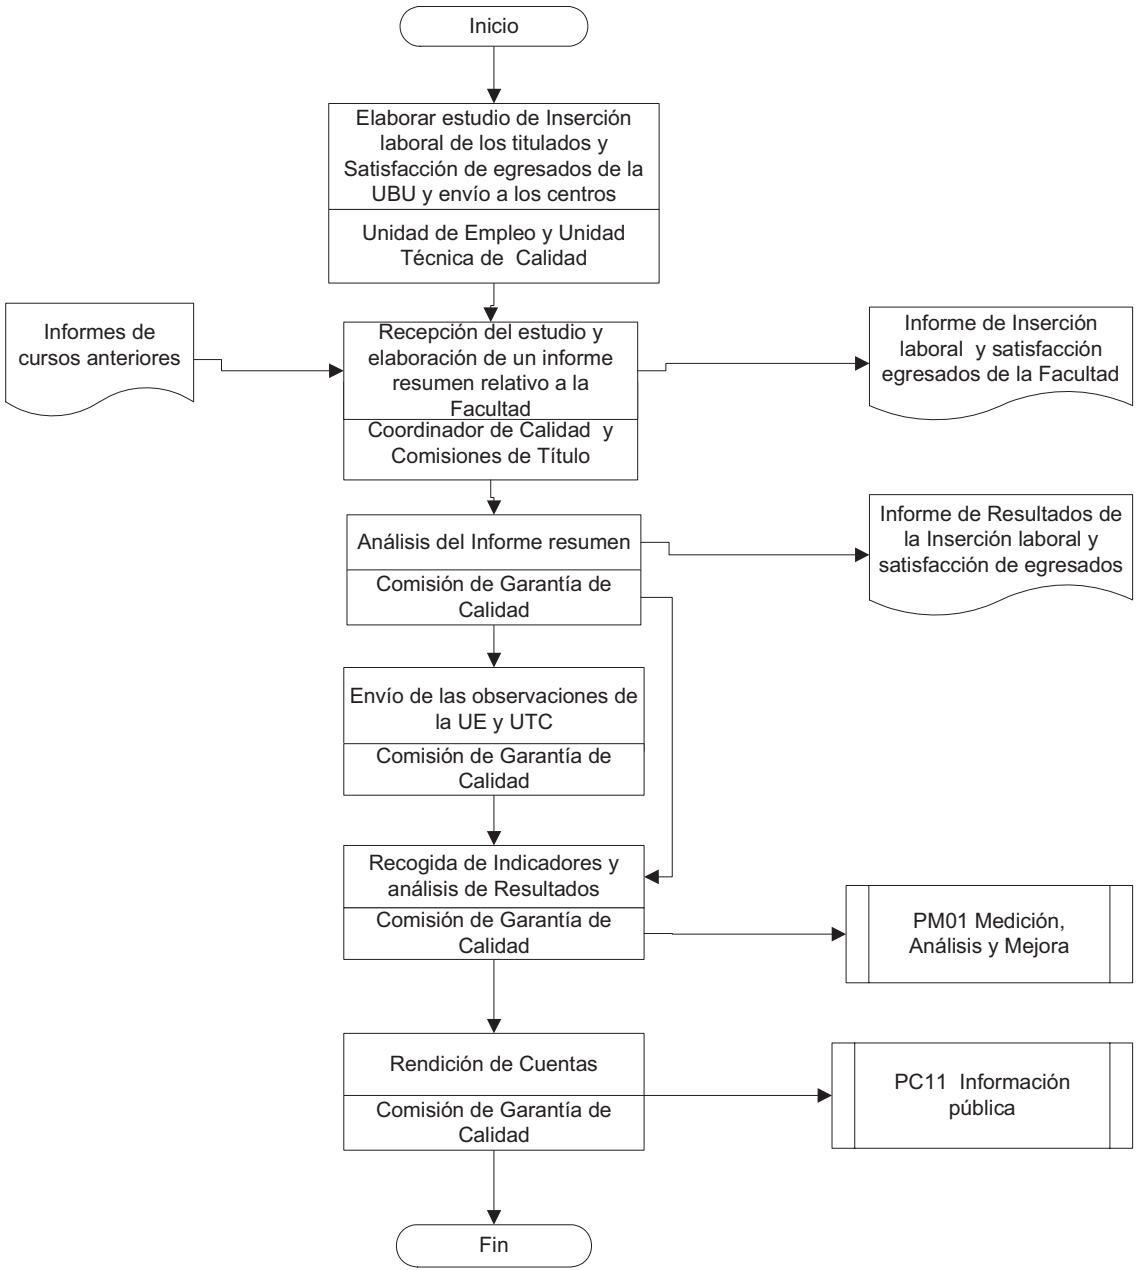 Inicio
Elaborar estudio de Inserción
laboral de los titulados y
Satisfacción de egresados de la
UBU y envío a los centros
Unidad de Empleo y Unidad
Técnica de Calidad
Informes de
cursos anteriores
Recepción del estudio y
elaboración de un informe
resumen relativo a la
Facultad
Coordinador de Calidad y
Comisiones de Título
Informe de Inserción
laboral y satisfacción
egresados de la Facultad
Análisis del Informe resumen
Comisión de Garantía de
Calidad
Informe de Resultados de
la Inserción laboral y
satisfacción de egresados
Envío de las observaciones de
la UE y UTC
Comisión de Garantía de
Calidad
Recogida de Indicadores y
análisis de Resultados
Comisión de Garantía de
Calidad
PM01 Medición,
Análisis y Mejora
Rendición de Cuentas
Comisión de Garantía de
Calidad
PC11 Información
pública
Fin